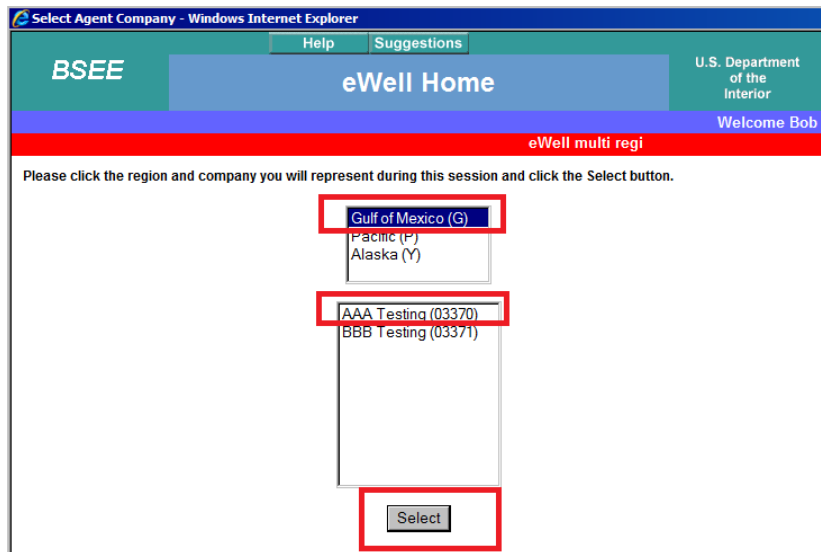 Select Agent Company - Windows Internet Explorer
Help Suggestions
BSEE
eWell Home
U.S. Department
of the
Interior
Welcome Bob
eWell multi regi
Please click the region and company you will represent during this session and click the Select button.
Gulf of Mexico (G)
Pacific (P)
Alaska (Y)
AAA Testing (03370)
BBB Testing (03371)
Select